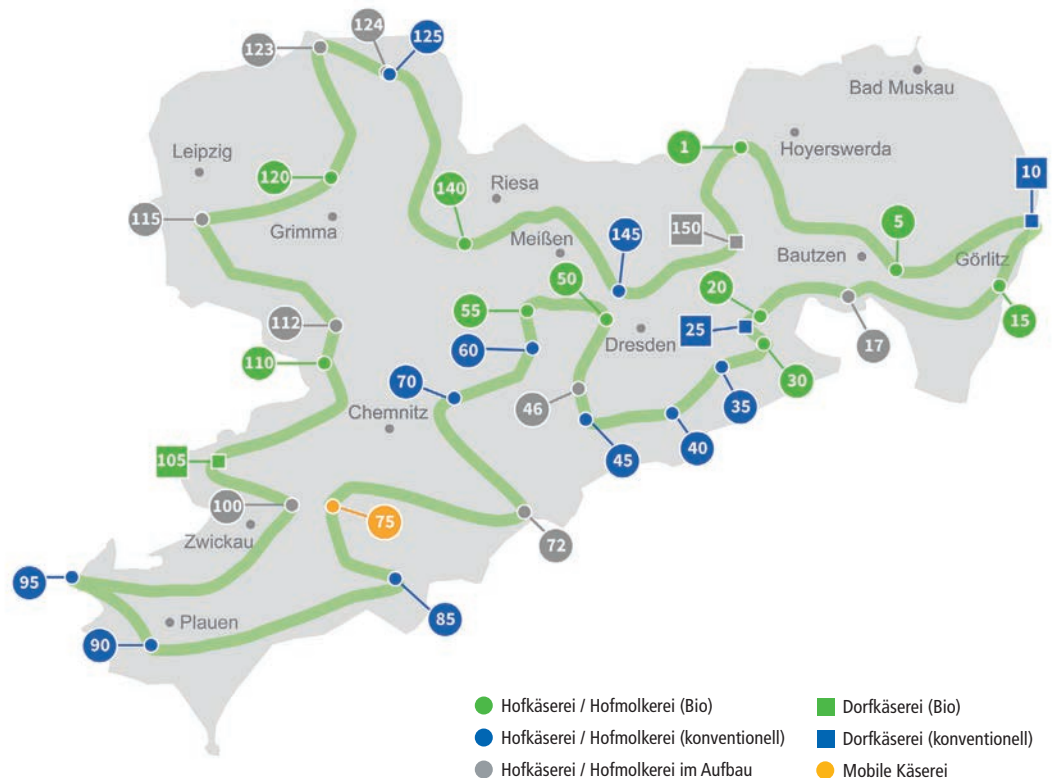 124
123
125
Bad Muskau
1
Hoyerswerda
Leipzig
120
140
Riesa
10
115
Grimma
Meißen
145
150
5
Bautzen
Görlitz
50
20
55
25
15
112
60
Dresden
17
110
70
30
Chemnitz
46
35
45
40
105
100
75
72
Zwickau
95
85
Plauen
90
Hofkäserei / Hofmolkerei (Bio)
Dorfkäserei (Bio)
Hofkäserei / Hofmolkerei (konventionell)
Dorfkäserei (konventionell)
Hofkäserei / Hofmolkerei im Aufbau
Mobile Käserei